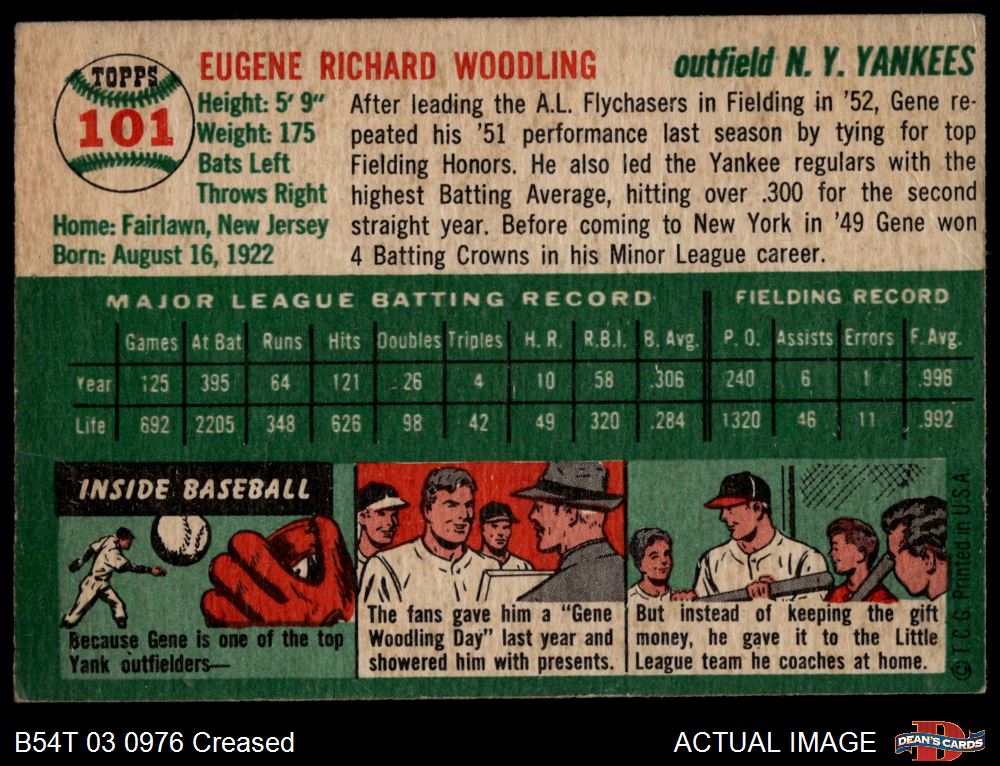 TOPPS
101
EUGENE RICHARD WOODLING
outfield N. Y. YANKEES
Height: 5' 9"
Weight: 175
Bats Left
Throws Right
Home: Fairlawn, New Jersey
Born: August 16, 1922
After leading the A.L. Flychasers in Fielding in '52, Gene re-
peated his '51 performance last season by tying for top
Fielding Honors. He also led the Yankee regulars with the
highest Batting Average, hitting over .300 for the second
straight year. Before coming to New York in '49 Gene won
4 Batting Crowns in his Minor League career.
MAJOR LEAGUE BATTING RECORD FIELDING RECORD
Games At Bat Runs Hits Doubles Triples H. R. R.B.I. B. Avg. P. O. Assists Errors F. Avg.
Year 125 395 64 121 26 4 10 58 .306 240 6 1 .996
Life 692 2205 348 626 98 42 49 320 .284 1320 46 11 .992
INSIDE BASEBALL
Because Gene is one of the top
Yank outfielders—
The fans gave him a "Gene
Woodling Day" last year and
showered him with presents.
But instead of keeping the gift
money, he gave it to the Little
League team he coaches at home.
© T.C.G. Printed in U.S.A.
B54T 03 0976 Creased
ACTUAL IMAGE
DEAN'S CARDS